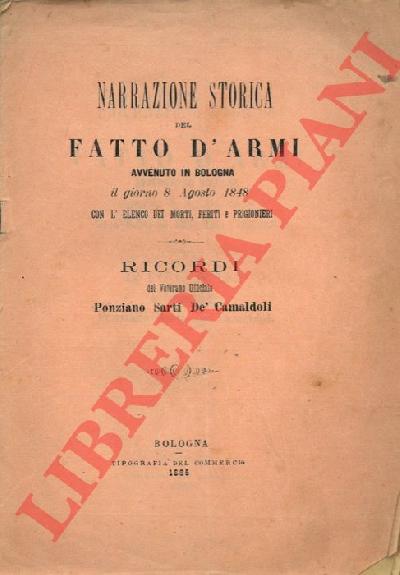 NARRAZIONE STORICA
DEL
FATTO D'ARMI
AVVENUTO IN BOLOGNA
il giorno 8 Agosto 1848
CON L'ELENCO DEI MORTI, FERITI e PRIGIONIERI
RICORDI
del Veterano Ufficiale
Ponziano Sarti De' Camaldoli
BOLOGNA
TIPOGRAFIA DEL COMMERCIO
LIBRERIA PIANI